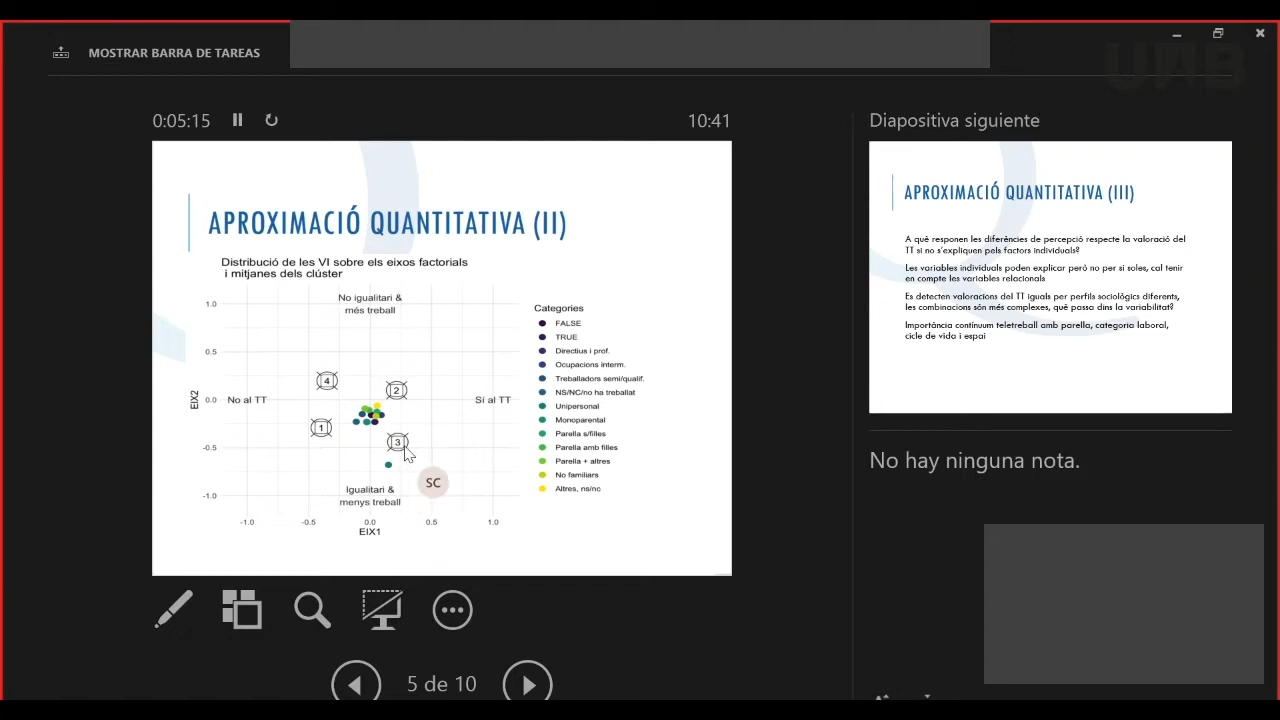 UAB
MOSTRAR BARRA DE TAREAS
0:05:15
10:41
APROXIMACIÓ QUANTITATIVA (II)
Distribució de les VI sobre els eixos factorials
i mitjanes dels clúster
No igualitari &
més treball
1.0
0.5
0.0
-0.5
-1.0
EIX2
No al TT
Sí al TT
4
2
1
3
SC
Igualitari &
menys treball
-1.0
-0.5
0.0
0.5
1.0
EIX1
Categories
FALSE
TRUE
Directius i prof.
Ocupacions interm.
Treballadors semi/qualif.
NS/NC/no ha treballat
Unipersonal
Monoparental
Parella s/filles
Parella amb filles
Parella + altres
No familiars
Altres, ns/nc
5 de 10
Diapositiva siguiente
APROXIMACIÓ QUANTITATIVA (III)
A què responen les diferències de percepció respecte la valoració del
TT si no s'expliquen pels factors individuals?
Les variables individuals poden explicar però no per si soles, cal tenir
en compte les variables relacionals
Es detecten valoracions del TT iguals per perfils sociològics diferents,
les combinacions són més complexes, què passa dins la variabilitat?
Importància contínuum teletreball amb parella, categoria laboral,
cicle de vida i espai
No hay ninguna nota.